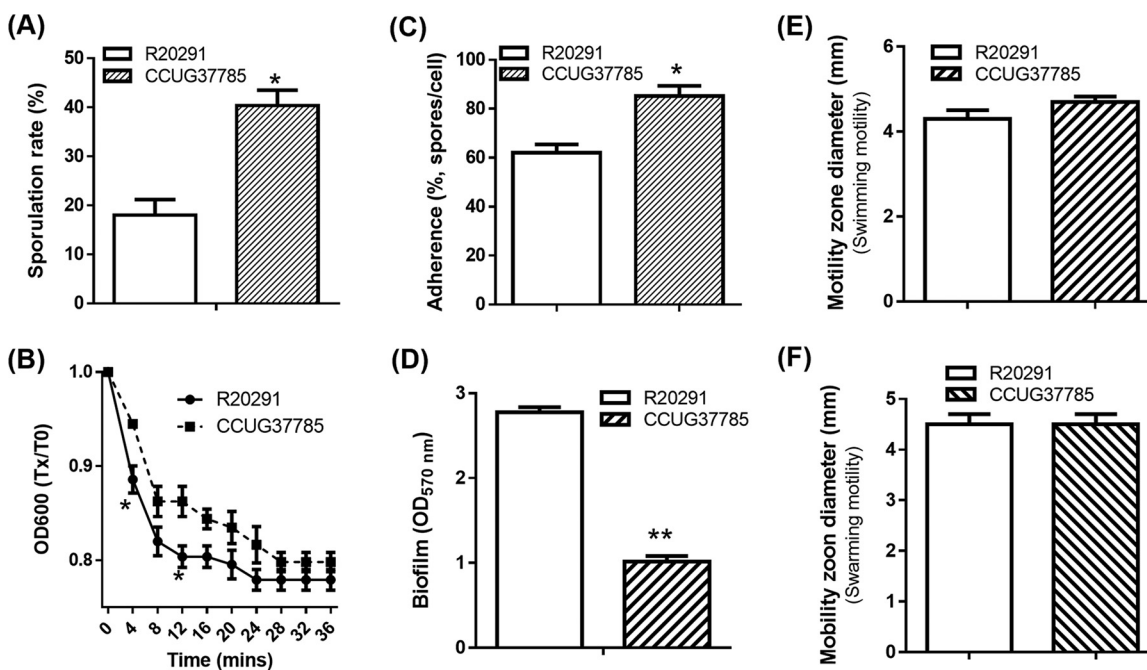 (A)
R20291
CCUG37785
50
40
30
20
10
0
Sporulation rate (%)
*
(B)
1.0
0.9
0.8
OD600 (Tx/T0)
R20291
CCUG37785
*
*
0 4 8 12 16 20 24 28 32 36
Time (mins)
(C)
R20291
CCUG37785
100
80
60
80
60
40
20
0
Adherence (%, spores/cell)
*
(D)
3
2
1
0
Biofilm (OD570 nm)
R20291
CCUG37785
**
(E)
R20291
CCUG37785
6
4
2
0
Motility zone diameter (mm)
(Swimming motility)
(F)
R20291
CCUG37785
5
4
3
2
1
0
Mobility zoon diameter (mm)
(Swarming motility)